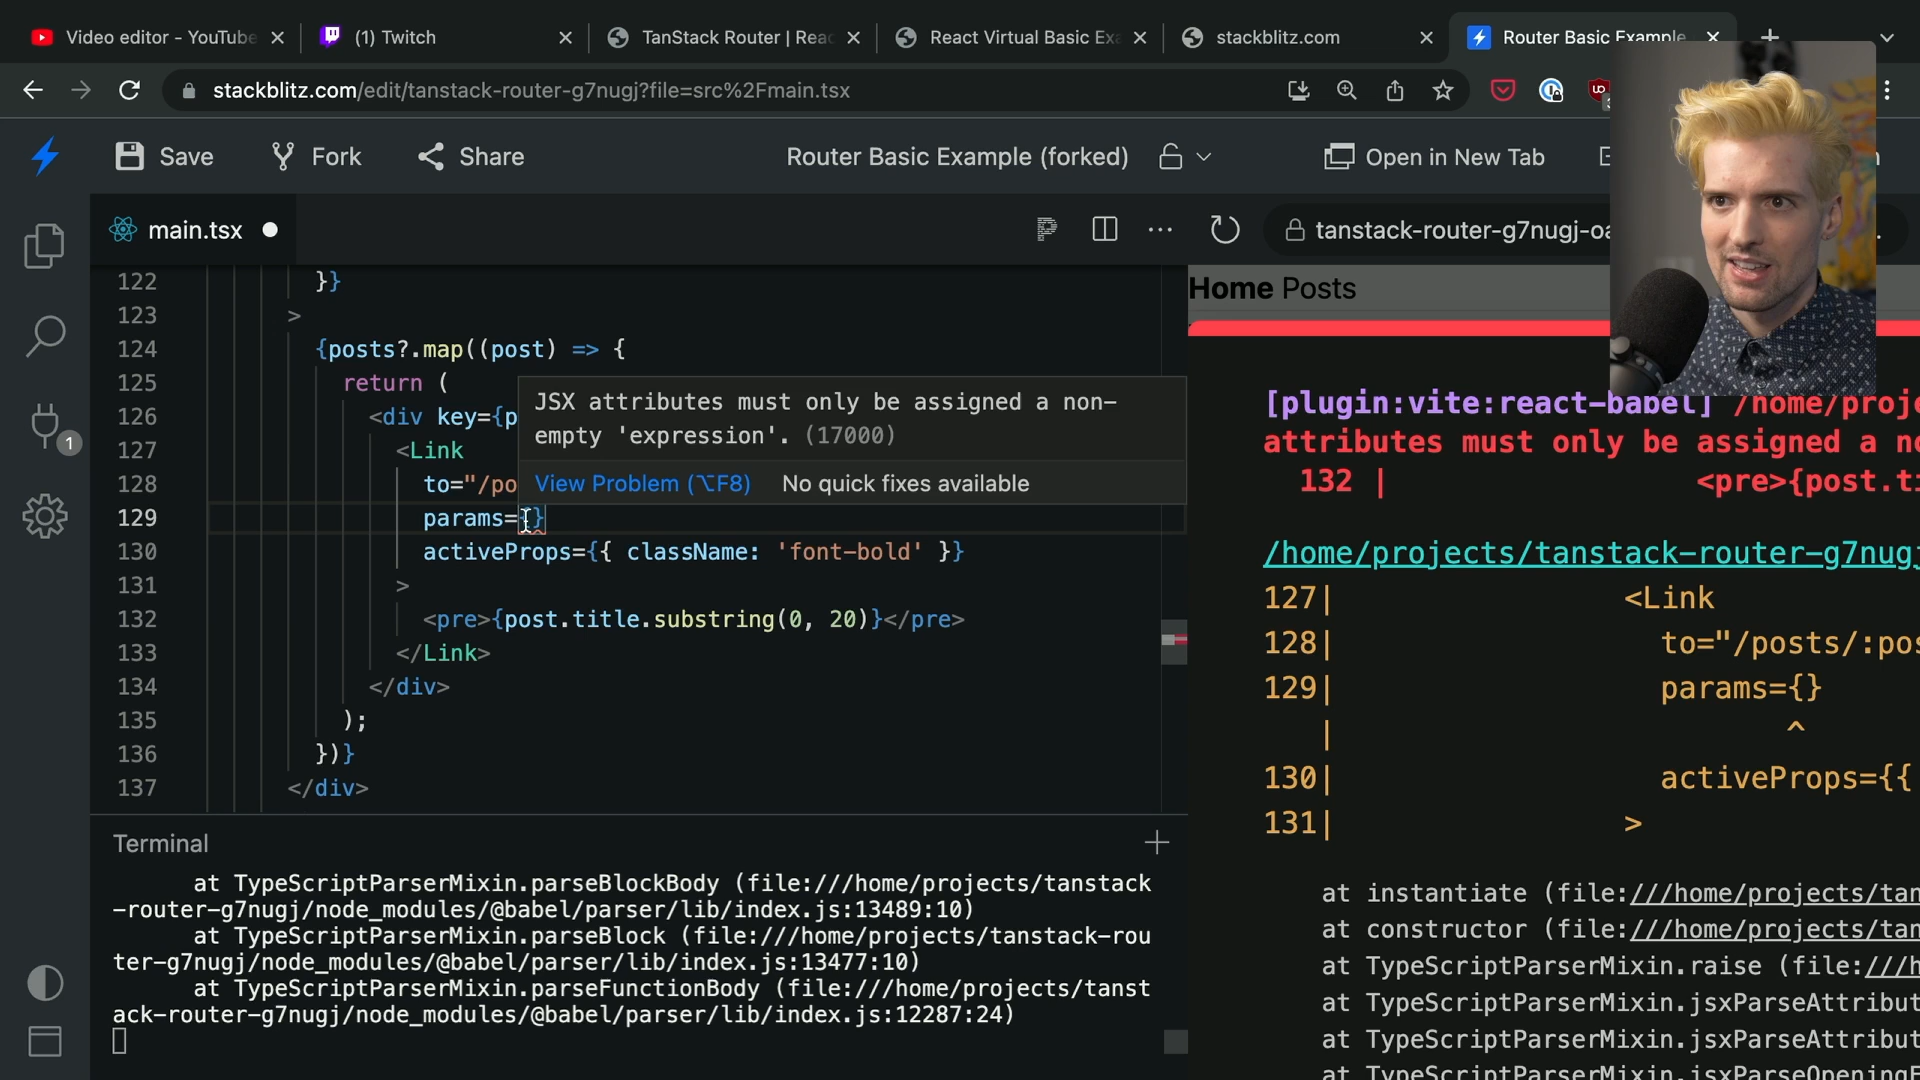 Video editor - YouTube
(1) Twitch
TanStack Router | Rea
React Virtual Basic Ex
stackblitz.com
Router Basic Example
stackblitz.com/edit/tanstack-router-g7nugj?file=src%2Fmain.tsx
Save
Fork
Share
Router Basic Example (forked)
Open in New Tab
main.tsx
tanstack-router-g7nugj-oa
Home Posts
122 }}
123 >
124 {posts?.map((post) => {
125 return (
126 <div key={p
127 <Link
128 to="/po
129 params={}
130 activeProps={{ className: 'font-bold' }}
131 >
132 <pre>{post.title.substring(0, 20)}</pre>
133 </Link>
134 </div>
135 );
136 })}
137 </div>
JSX attributes must only be assigned a non-
empty 'expression'. (17000)
View Problem (⌥F8) No quick fixes available
1
Terminal
at TypeScriptParserMixin.parseBlockBody (file:///home/projects/tanstack
-router-g7nugj/node_modules/@babel/parser/lib/index.js:13489:10)
at TypeScriptParserMixin.parseBlock (file:///home/projects/tanstack-rou
ter-g7nugj/node_modules/@babel/parser/lib/index.js:13477:10)
at TypeScriptParserMixin.parseFunctionBody (file:///home/projects/tanst
ack-router-g7nugj/node_modules/@babel/parser/lib/index.js:12287:24)
[plugin:vite:react-babel] /home/proje
attributes must only be assigned a no
132 | <pre>{post.ti
/home/projects/tanstack-router-g7nugj
127| <Link
128| to="/posts/:pos
129| params={}
| ^
130| activeProps={{
131| >
at instantiate (file:///home/projects/tan
at constructor (file:///home/projects/tan
at TypeScriptParserMixin.raise (file:///h
at TypeScriptParserMixin.jsxParseAttribut
at TypeScriptParserMixin.jsxParseAttribut
at TypeScriptParserMixin.jsxParseOpeningE